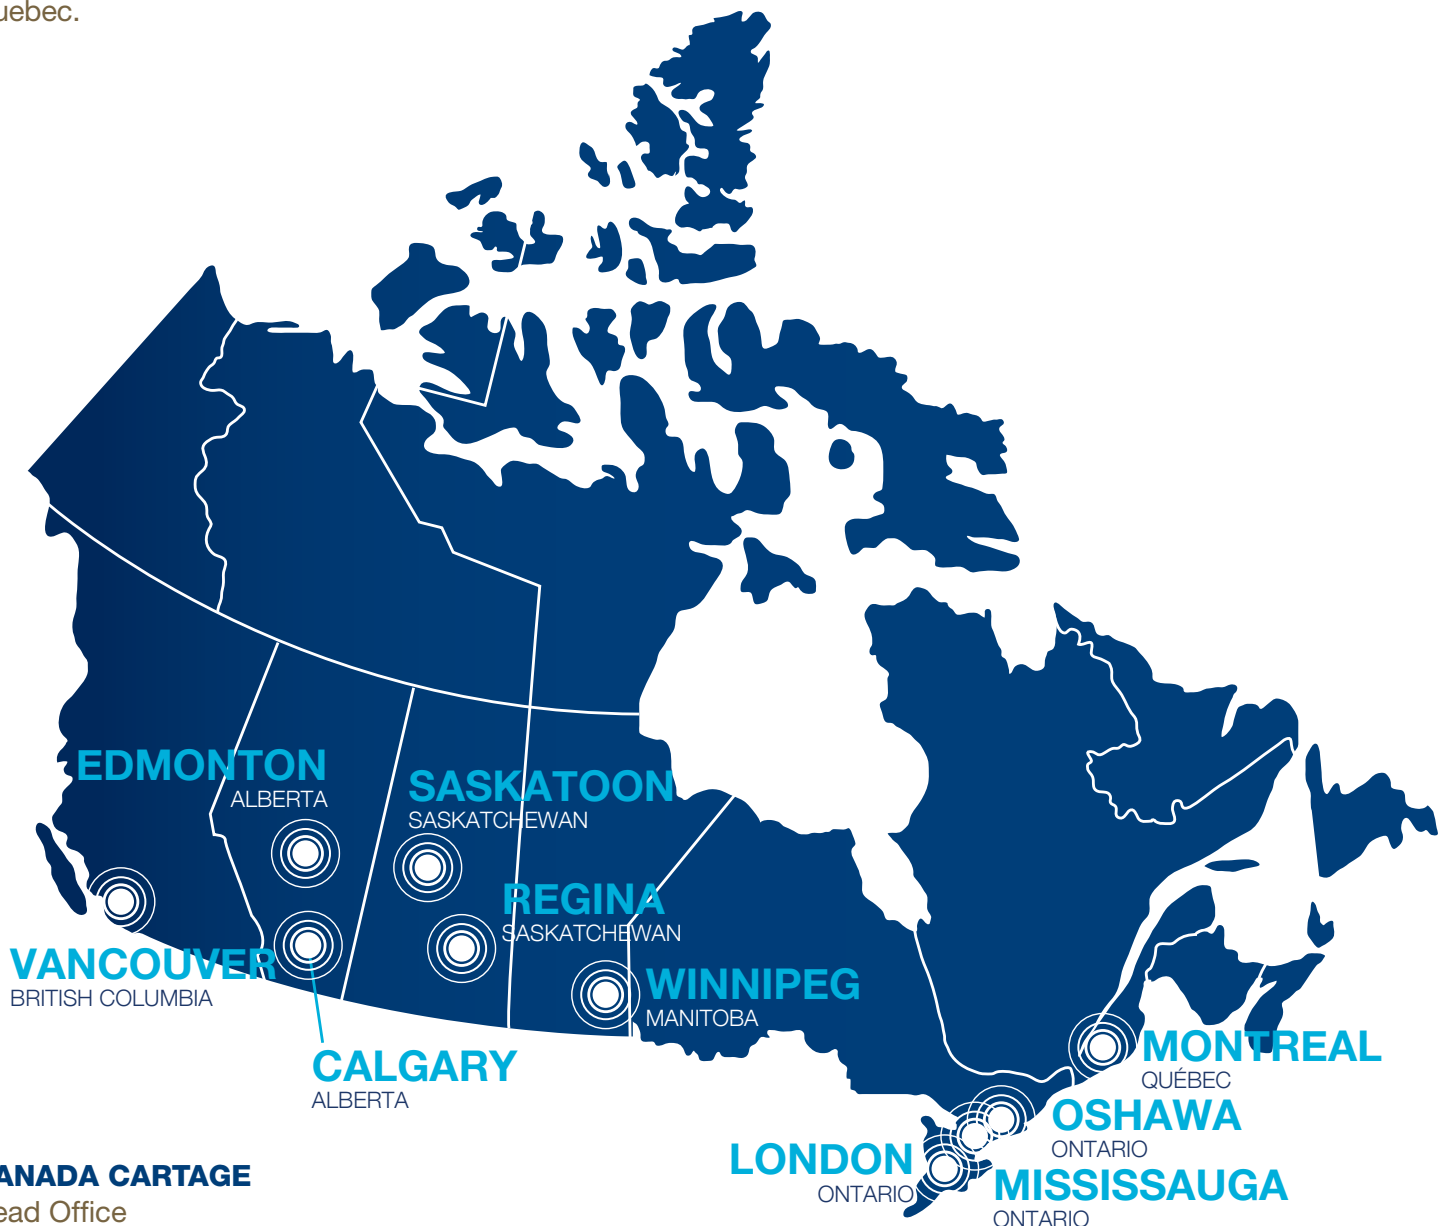 uebec.
EDMONTON
ALBERTA
SASKATOON
SASKATCHEWAN
REGINA
SASKATCHEWAN
VANCOUVER
BRITISH COLUMBIA
WINNIPEG
MANITOBA
CALGARY
ALBERTA
MONTREAL
QUÉBEC
OSHAWA
ONTARIO
LONDON
ONTARIO
MISSISSAUGA
ONTARIO
ANADA CARTAGE
ead Office